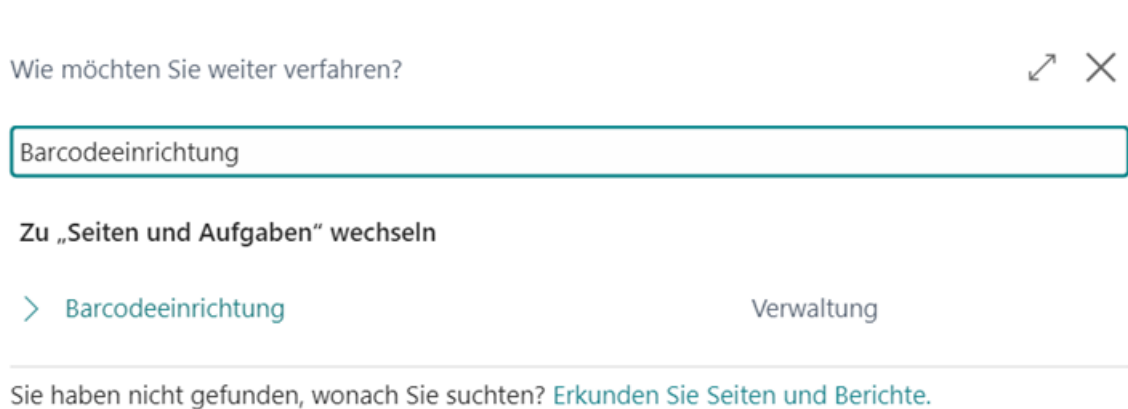 Wie möchten Sie weiter verfahren?
Barcodeeinrichtung
Zu „Seiten und Aufgaben“ wechseln
Barcodeeinrichtung Verwaltung
Sie haben nicht gefunden, wonach Sie suchten? Erkunden Sie Seiten und Berichte.